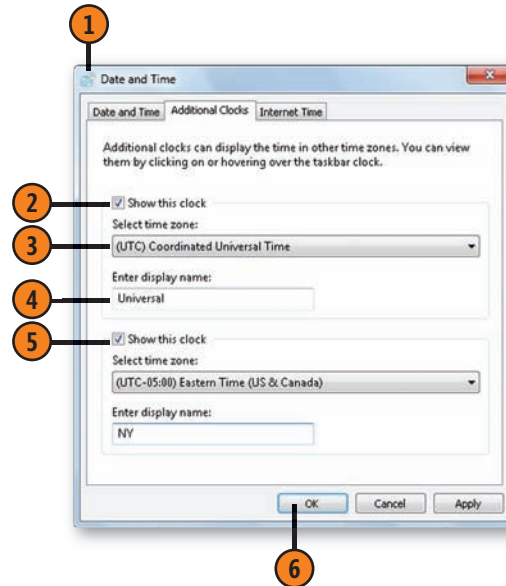 1
Date and Time
Date and Time Additional Clocks Internet Time
Additional clocks can display the time in other time zones. You can view
them by clicking on or hovering over the taskbar clock.
2 Show this clock
Select time zone:
3 (UTC) Coordinated Universal Time
Enter display name:
4 Universal
5 Show this clock
Select time zone:
(UTC-05:00) Eastern Time (US & Canada)
Enter display name:
NY
OK Cancel Apply
6